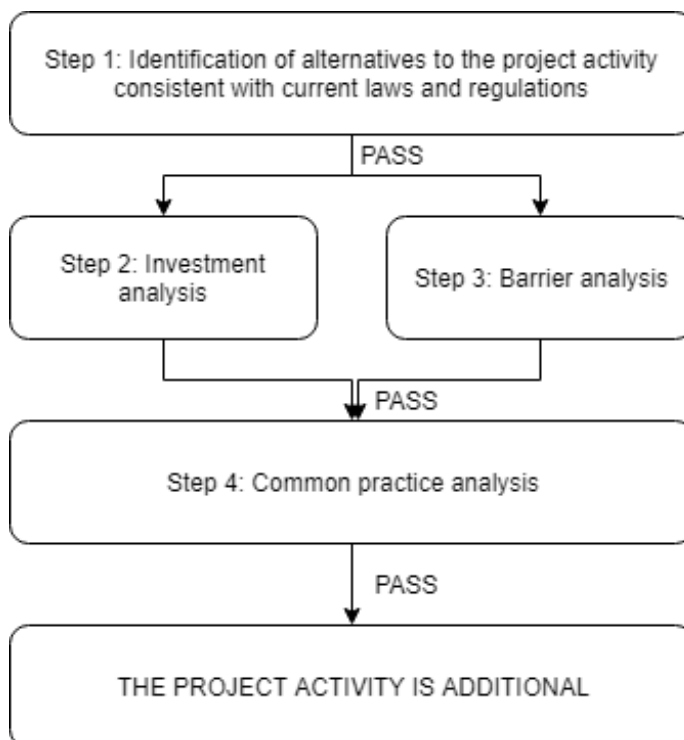 Step 1: Identification of alternatives to the project activity
consistent with current laws and regulations
PASS
Step 2: Investment
analysis
Step 3: Barrier analysis
PASS
Step 4: Common practice analysis
PASS
THE PROJECT ACTIVITY IS ADDITIONAL